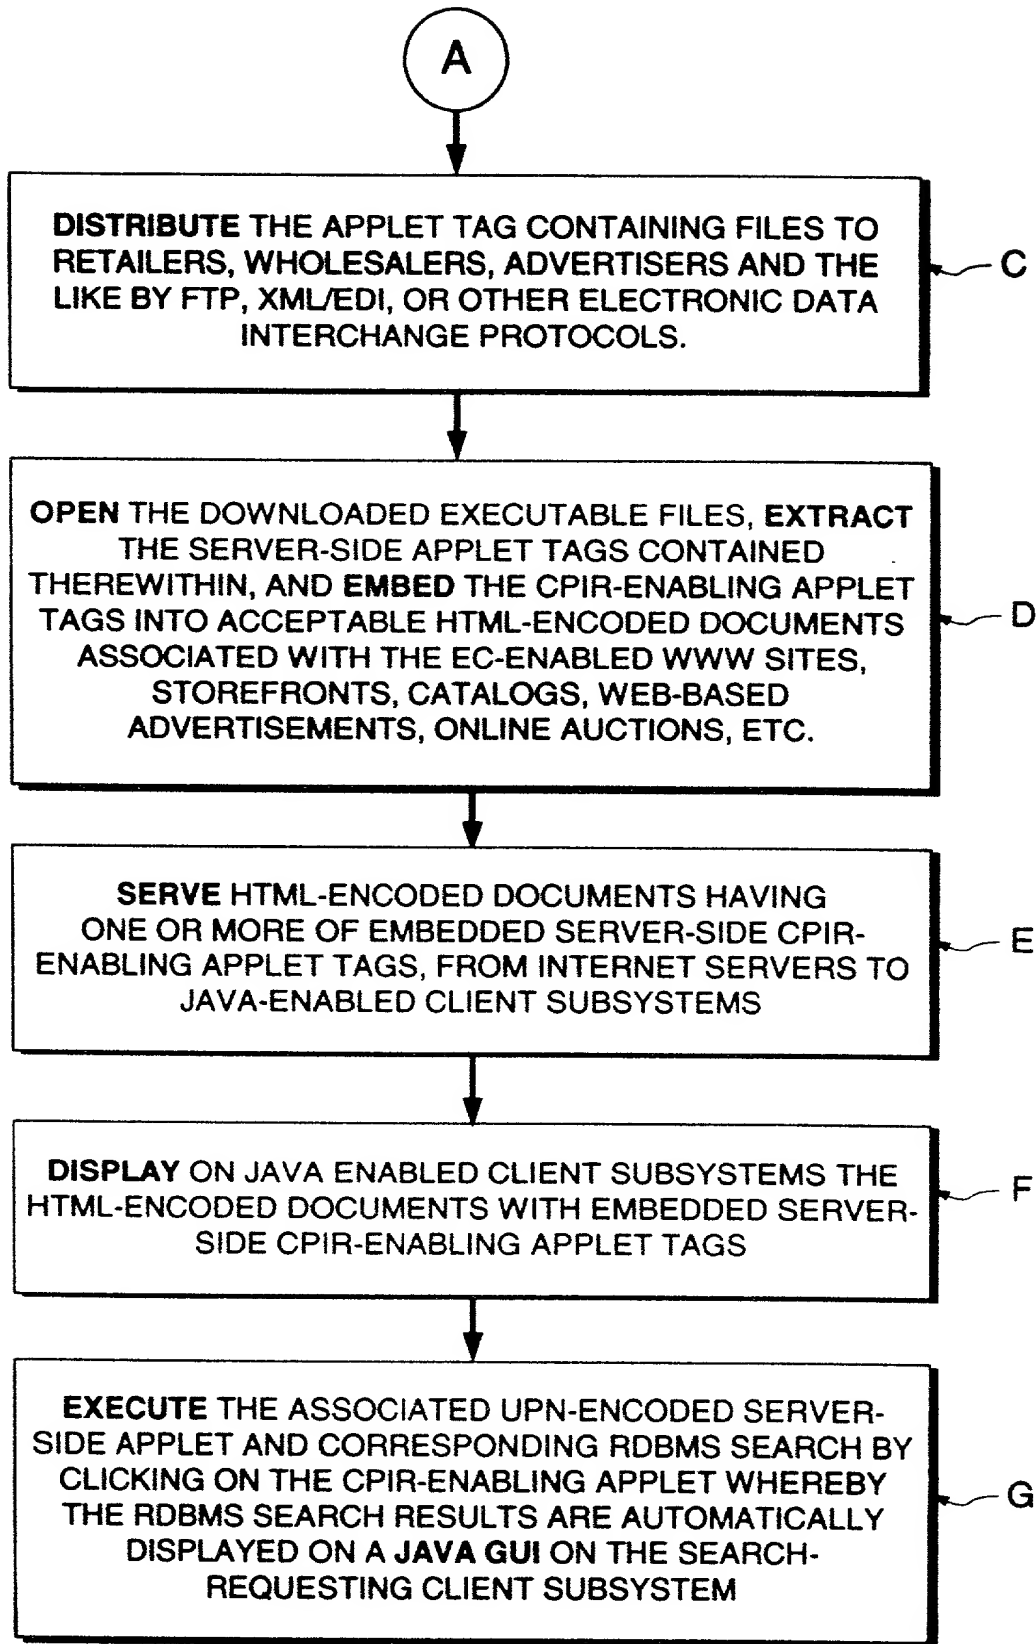 A
DISTRIBUTE THE APPLET TAG CONTAINING FILES TO
RETAILERS, WHOLESALERS, ADVERTISERS AND THE
LIKE BY FTP, XML/EDI, OR OTHER ELECTRONIC DATA
INTERCHANGE PROTOCOLS.
C
OPEN THE DOWNLOADED EXECUTABLE FILES, EXTRACT
THE SERVER-SIDE APPLET TAGS CONTAINED
THEREWITHIN, AND EMBED THE CPIR-ENABLING APPLET
TAGS INTO ACCEPTABLE HTML-ENCODED DOCUMENTS
ASSOCIATED WITH THE EC-ENABLED WWW SITES,
STOREFRONTS, CATALOGS, WEB-BASED
ADVERTISEMENTS, ONLINE AUCTIONS, ETC.
D
SERVE HTML-ENCODED DOCUMENTS HAVING
ONE OR MORE OF EMBEDDED SERVER-SIDE CPIR-
ENABLING APPLET TAGS, FROM INTERNET SERVERS TO
JAVA-ENABLED CLIENT SUBSYSTEMS
E
DISPLAY ON JAVA ENABLED CLIENT SUBSYSTEMS THE
HTML-ENCODED DOCUMENTS WITH EMBEDDED SERVER-
SIDE CPIR-ENABLING APPLET TAGS
F
EXECUTE THE ASSOCIATED UPN-ENCODED SERVER-
SIDE APPLET AND CORRESPONDING RDBMS SEARCH BY
CLICKING ON THE CPIR-ENABLING APPLET WHEREBY
THE RDBMS SEARCH RESULTS ARE AUTOMATICALLY
DISPLAYED ON A JAVA GUI ON THE SEARCH-
REQUESTING CLIENT SUBSYSTEM
G